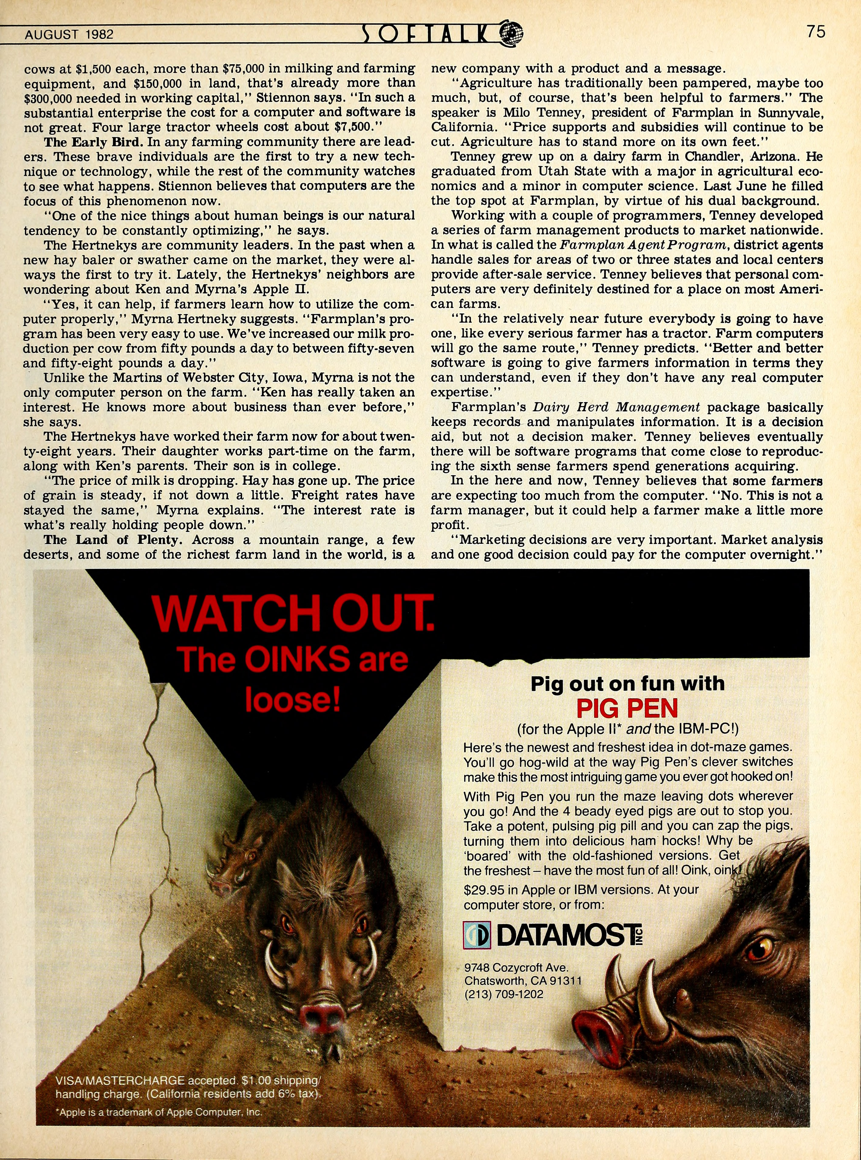 AUGUST 1982
SOFTALK
75
cows at $1,500 each, more than $75,000 in milking and farming
equipment, and $150,000 in land, that's already more than
$300,000 needed in working capital," Stiennon says. "In such a
substantial enterprise the cost for a computer and software is
not great. Four large tractor wheels cost about $7,500."
The Early Bird. In any farming community there are lead-
ers. These brave individuals are the first to try a new tech-
nique or technology, while the rest of the community watches
to see what happens. Stiennon believes that computers are the
focus of this phenomenon now.
"One of the nice things about human beings is our natural
tendency to be constantly optimizing," he says.
The Hertnekys are community leaders. In the past when a
new hay baler or swather came on the market, they were al-
ways the first to try it. Lately, the Hertnekys' neighbors are
wondering about Ken and Myrna's Apple II.
"Yes, it can help, if farmers learn how to utilize the com-
puter properly," Myrna Hertneky suggests. "Farmplan's pro-
gram has been very easy to use. We've increased our milk pro-
duction per cow from fifty pounds a day to between fifty-seven
and fifty-eight pounds a day."
Unlike the Martins of Webster City, Iowa, Myrna is not the
only computer person on the farm. "Ken has really taken an
interest. He knows more about business than ever before,"
she says.
The Hertnekys have worked their farm now for about twen-
ty-eight years. Their daughter works part-time on the farm,
along with Ken's parents. Their son is in college.
"The price of milk is dropping. Hay has gone up. The price
of grain is steady, if not down a little. Freight rates have
stayed the same," Myrna explains. "The interest rate is
what's really holding people down."
The Land of Plenty. Across a mountain range, a few
deserts, and some of the richest farm land in the world, is a
new company with a product and a message.
"Agriculture has traditionally been pampered, maybe too
much, but, of course, that's been helpful to farmers." The
speaker is Milo Tenney, president of Farmplan in Sunnyvale,
California. "Price supports and subsidies will continue to be
cut. Agriculture has to stand more on its own feet."
Tenney grew up on a dairy farm in Chandler, Arizona. He
graduated from Utah State with a major in agricultural eco-
nomics and a minor in computer science. Last June he filled
the top spot at Farmplan, by virtue of his dual background.
Working with a couple of programmers, Tenney developed
a series of farm management products to market nationwide.
In what is called the Farmplan Agent Program, district agents
handle sales for areas of two or three states and local centers
provide after-sale service. Tenney believes that personal com-
puters are very definitely destined for a place on most Ameri-
can farms.
"In the relatively near future everybody is going to have
one, like every serious farmer has a tractor. Farm computers
will go the same route," Tenney predicts. "Better and better
software is going to give farmers information in terms they
can understand, even if they don't have any real computer
expertise."
Farmplan's Dairy Herd Management package basically
keeps records and manipulates information. It is a decision
aid, but not a decision maker. Tenney believes eventually
there will be software programs that come close to reproduc-
ing the sixth sense farmers spend generations acquiring.
In the here and now, Tenney believes that some farmers
are expecting too much from the computer. "No. This is not a
farm manager, but it could help a farmer make a little more
profit.
"Marketing decisions are very important. Market analysis
and one good decision could pay for the computer overnight."
WATCH OUT.
The OINKS are
loose!
Pig out on fun with
PIG PEN
(for the Apple II* and the IBM-PC!)
Here's the newest and freshest idea in dot-maze games.
You'll go hog-wild at the way Pig Pen's clever switches
make this the most intriguing game you ever got hooked on!
With Pig Pen you run the maze leaving dots wherever
you go! And the 4 beady eyed pigs are out to stop you.
Take a potent, pulsing pig pill and you can zap the pigs,
turning them into delicious ham hocks! Why be
'boared' with the old-fashioned versions. Get
the freshest – have the most fun of all! Oink, oink!
$29.95 in Apple or IBM versions. At your
computer store, or from:
DATAMOST INC
9748 Cozycroft Ave.
Chatsworth, CA 91311
(213) 709-1202
VISA/MASTERCHARGE accepted. $1.00 shipping/
handling charge. (California residents add 6% tax).
*Apple is a trademark of Apple Computer, Inc.